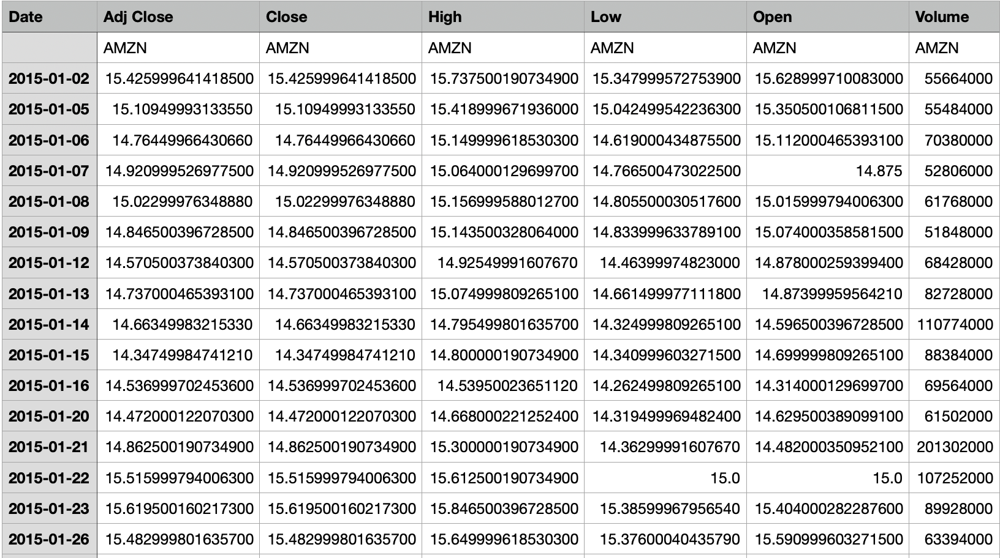 Date Adj Close Close High Low Open Volume
AMZN AMZN AMZN AMZN AMZN AMZN
2015-01-02 15.425999641418500 15.425999641418500 15.737500190734900 15.347999572753900 15.628999710083000 55664000
2015-01-05 15.10949993133550 15.10949993133550 15.418999671936000 15.042499542236300 15.350500106811500 55484000
2015-01-06 14.76449966430660 14.76449966430660 15.149999618530300 14.619000434875500 15.112000465393100 70380000
2015-01-07 14.920999526977500 14.920999526977500 15.064000129699700 14.766500473022500 14.875 52806000
2015-01-08 15.02299976348880 15.02299976348880 15.156999588012700 14.805500030517600 15.015999794006300 61768000
2015-01-09 14.846500396728500 14.846500396728500 15.143500328064000 14.833999633789100 15.074000358581500 51848000
2015-01-12 14.570500373840300 14.570500373840300 14.92549991607670 14.46399974823000 14.878000259399400 68428000
2015-01-13 14.737000465393100 14.737000465393100 15.074999809265100 14.661499977111800 14.87399959564210 82728000
2015-01-14 14.66349983215330 14.66349983215330 14.795499801635700 14.324999809265100 14.596500396728500 110774000
2015-01-15 14.34749984741210 14.34749984741210 14.800000190734900 14.340999603271500 14.699999809265100 88384000
2015-01-16 14.536999702453600 14.536999702453600 14.53950023651120 14.262499809265100 14.314000129699700 69564000
2015-01-20 14.472000122070300 14.472000122070300 14.668000221252400 14.319499969482400 14.629500389099100 61502000
2015-01-21 14.862500190734900 14.862500190734900 15.300000190734900 14.36299991607670 14.482000350952100 201302000
2015-01-22 15.515999794006300 15.515999794006300 15.612500190734900 15.0 15.0 107252000
2015-01-23 15.619500160217300 15.619500160217300 15.846500396728500 15.38599967956540 15.404000282287600 89928000
2015-01-26 15.482999801635700 15.482999801635700 15.649999618530300 15.37600040435790 15.590999603271500 63394000